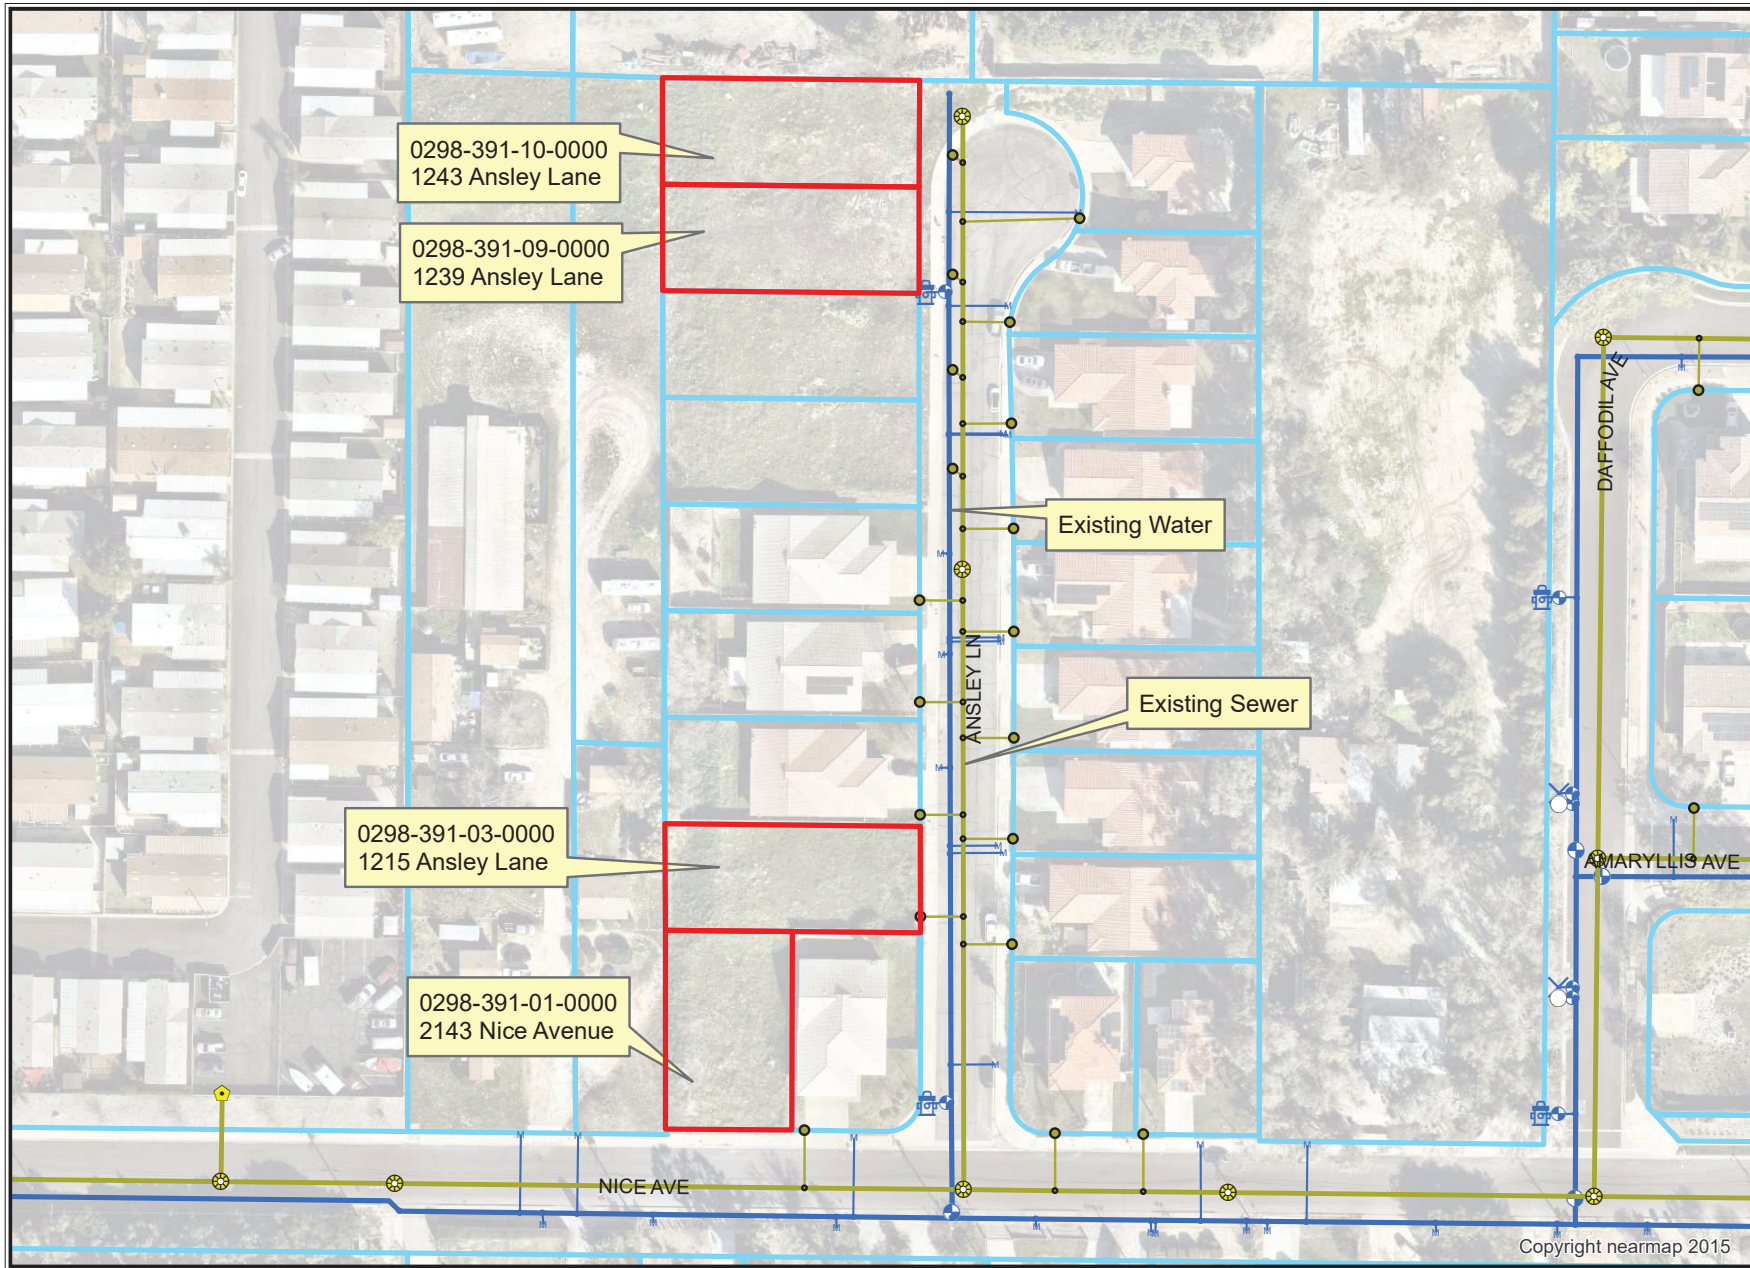 0298-391-10-0000
1243 Ansley Lane
0298-391-09-0000
1239 Ansley Lane
DAFFODIL AVE
Existing Water
ANSLEY LN
Existing Sewer
0298-391-03-0000
1215 Ansley Lane
AMARYLLIS AVE
0298-391-01-0000
2143 Nice Avenue
NICE AVE
Copyright nearmap 2015